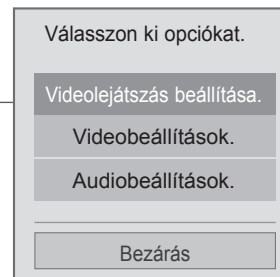 Válasszon ki opciókat.
Videolejátszás beállítása.
Videobeállítások.
Audiobeállítások.
Bezárás